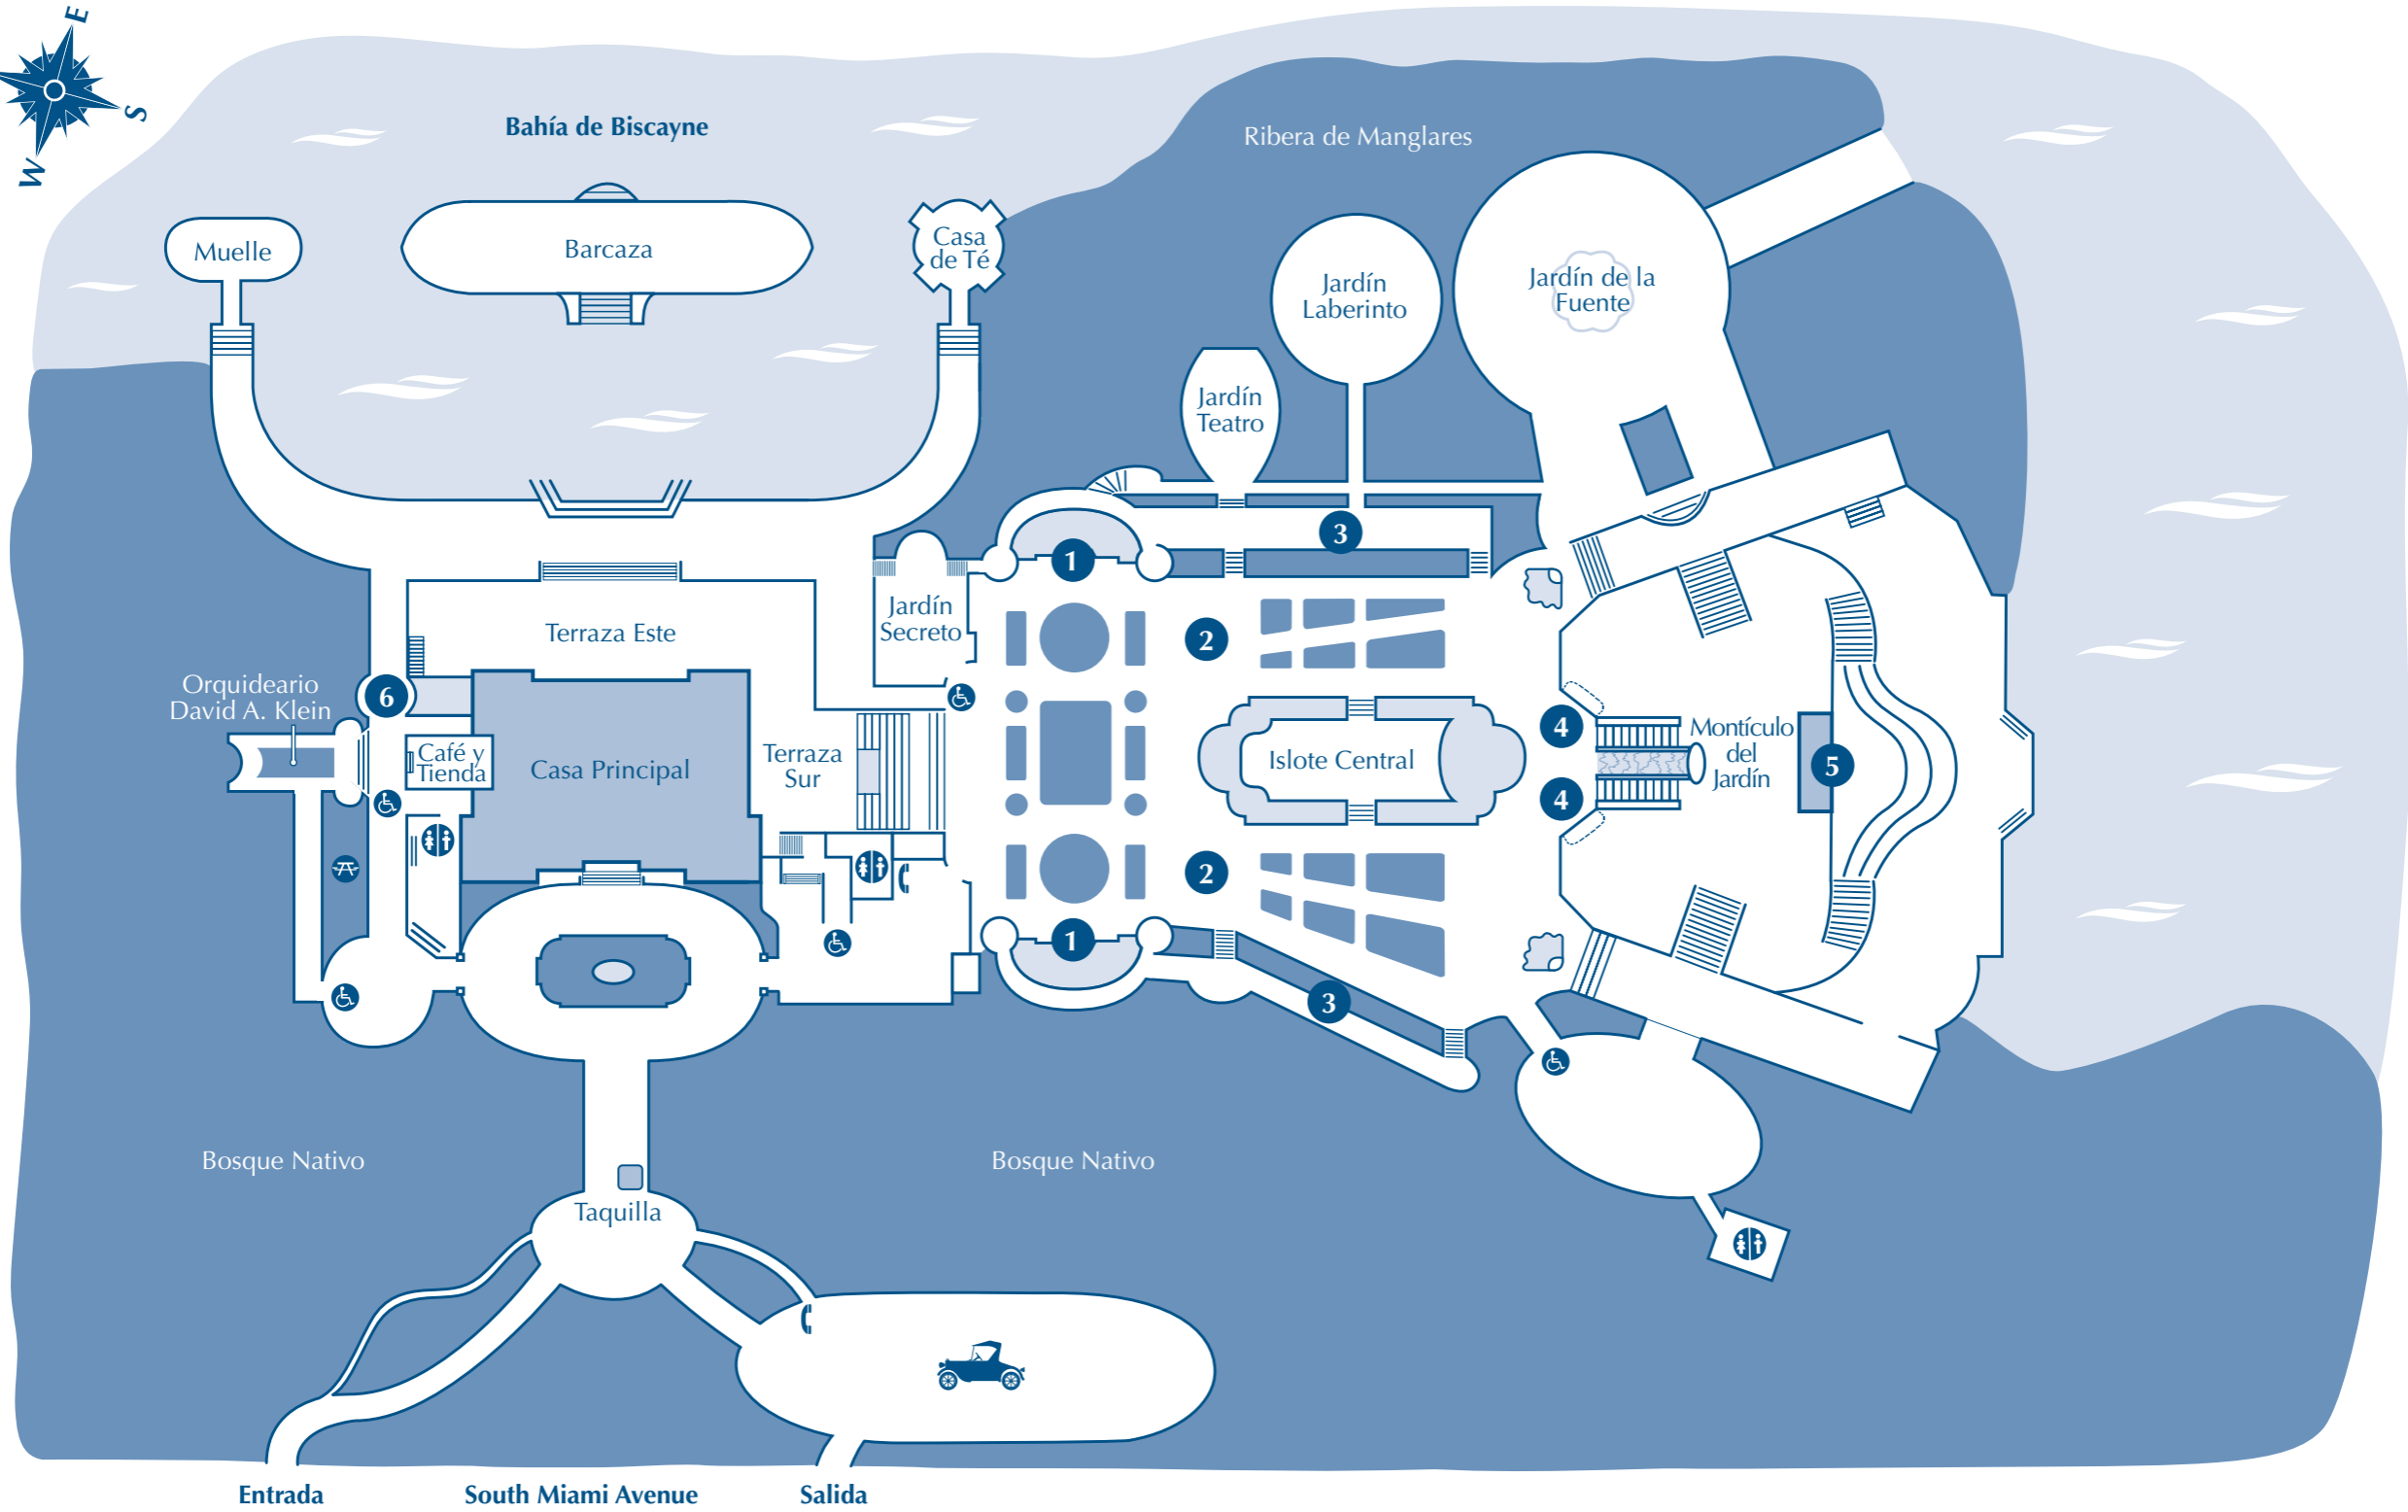 E
S
W
Bahía de Biscayne
Ribera de Manglares
Muelle
Barcaza
Casa
de Té
Jardín
Laberinto
Jardín de la
Fuente
Jardín
Teatro
3
1
Jardín
Secreto
Terraza Este
2
Orquideario
David A. Klein
6
Café y
Tienda
Casa Principal
Terraza
Sur
Islote Central
4
4
Montículo
del
Jardín
5
2
1
3
Bosque Nativo
Bosque Nativo
Taquilla
Entrada
South Miami Avenue
Salida